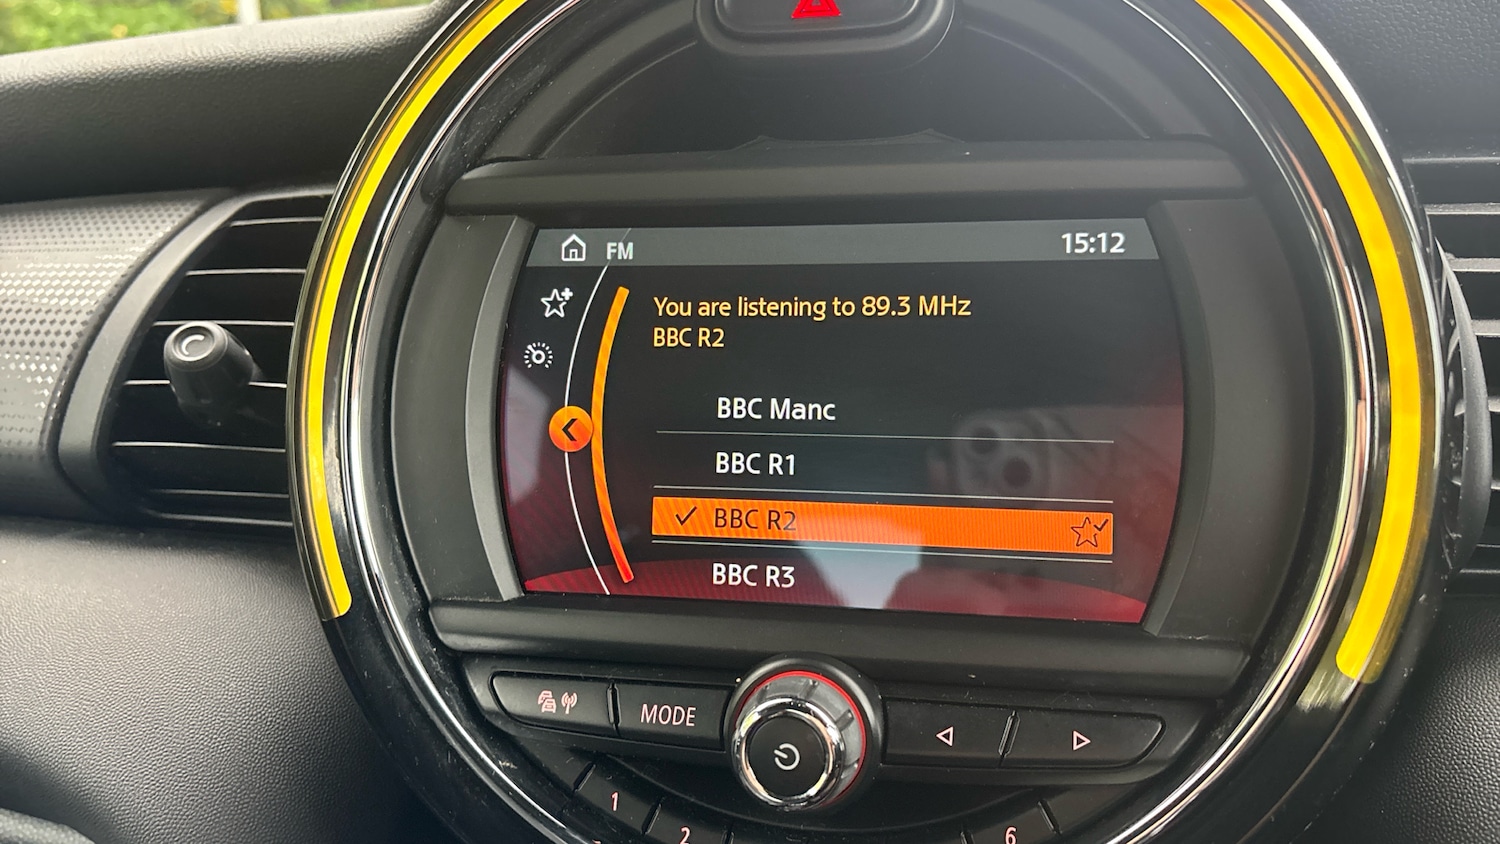 FM
15:12
You are listening to 89.3 MHz
BBC R2
BBC Manc
BBC R1
BBC R2
BBC R3
MODE
1
2
6